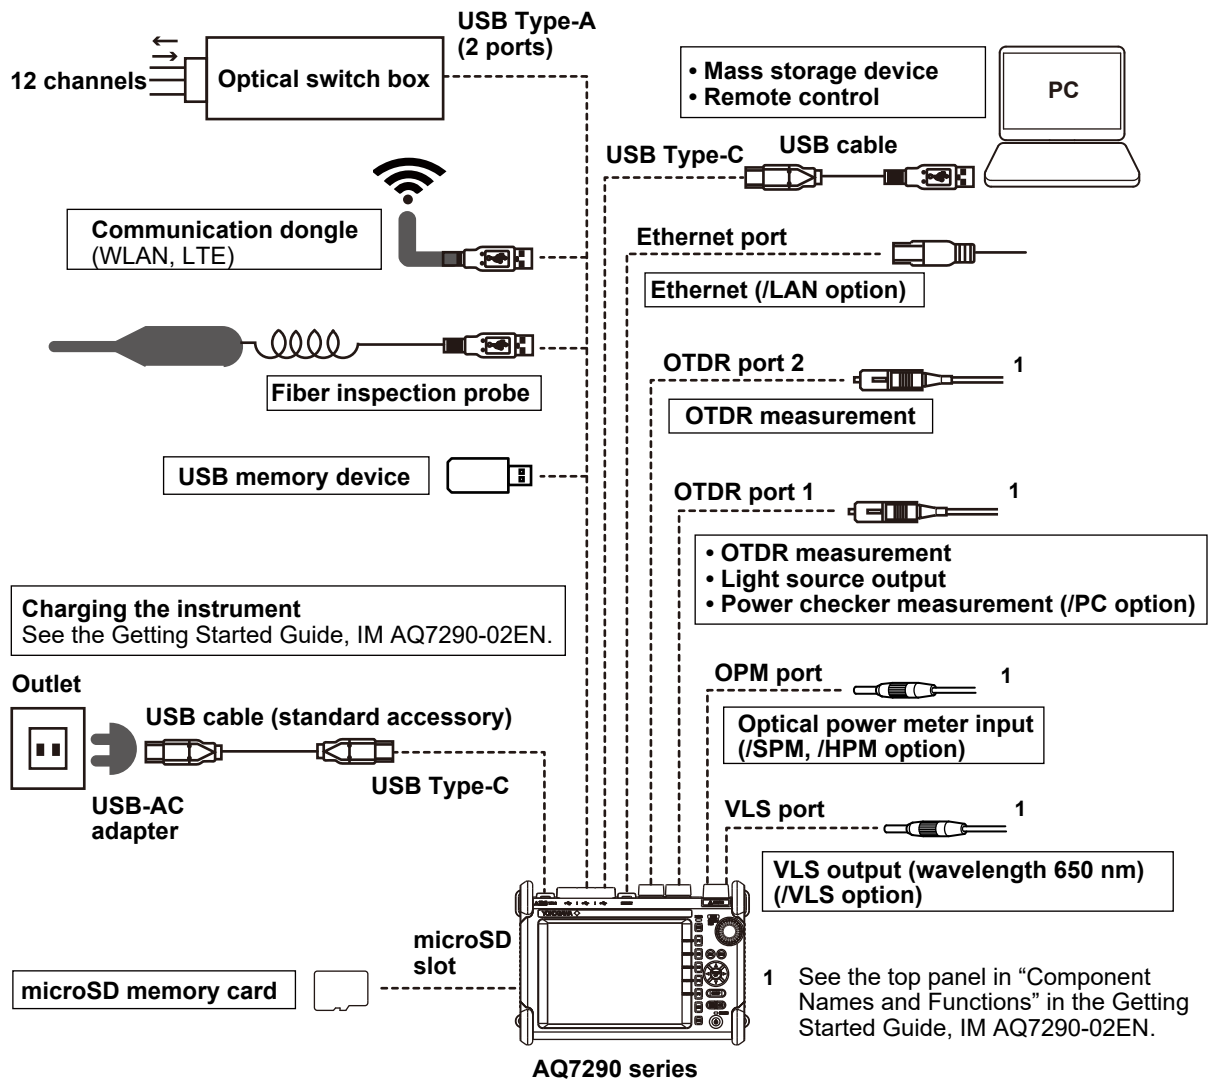 USB Type-A
(2 ports)
12 channels
Optical switch box
• Mass storage device
• Remote control
PC
USB Type-C
USB cable
Communication dongle
(WLAN, LTE)
Ethernet port
Ethernet (/LAN option)
Fiber inspection probe
OTDR port 2
1
OTDR measurement
USB memory device
OTDR port 1
1
• OTDR measurement
• Light source output
• Power checker measurement (/PC option)
Charging the instrument
See the Getting Started Guide, IM AQ7290-02EN.
Outlet
USB cable (standard accessory)
USB Type-C
USB-AC
adapter
OPM port
1
Optical power meter input
(/SPM, /HPM option)
VLS port
1
VLS output (wavelength 650 nm)
(/VLS option)
YOKOGAWA
microSD
slot
microSD memory card
1 See the top panel in “Component
Names and Functions” in the Getting
Started Guide, IM AQ7290-02EN.
AQ7290 series